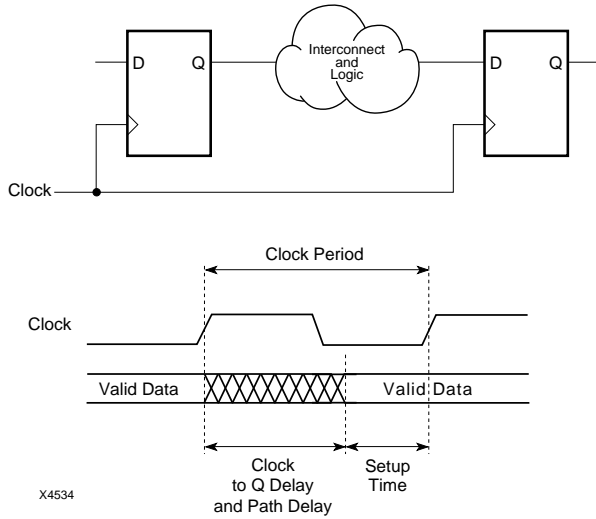 Interconnect
and
Logic
D Q
D Q
Clock
Clock Period
Clock
Valid Data
Valid Data
Clock
to Q Delay
and Path Delay
Setup
Time
X4534